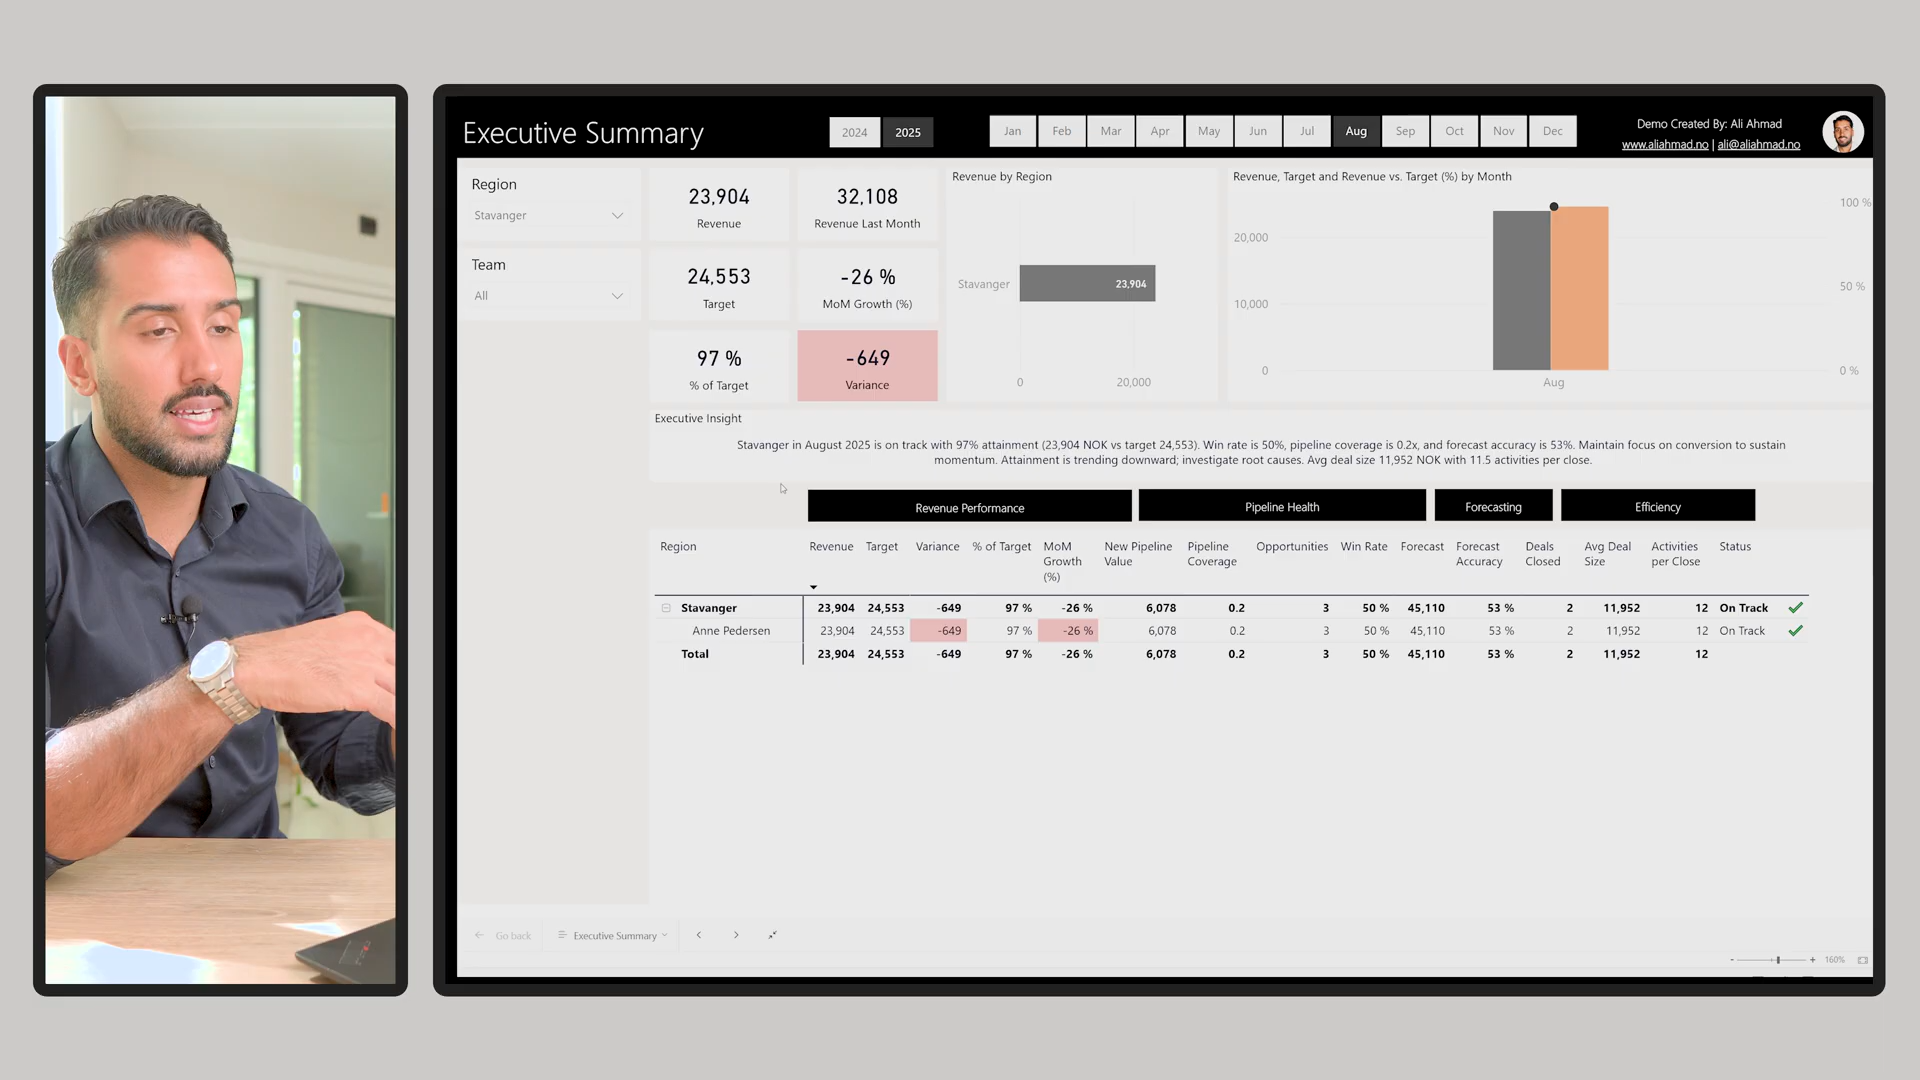 Executive Summary
2024
2025
Jan
Feb
Mar
Apr
May
Jun
Jul
Aug
Sep
Oct
Nov
Dec
Demo Created By: Ali Ahmad
www.aliahmad.no | ali@aliahmad.no
Region
Stavanger
Team
All
23,904
Revenue
32,108
Revenue Last Month
24,553
Target
-26 %
MoM Growth (%)
97 %
% of Target
-649
Variance
Revenue by Region
Stavanger
23,904
0
20,000
Revenue, Target and Revenue vs. Target (%) by Month
20,000
10,000
0
100 %
50 %
0 %
Aug
Executive Insight
Stavanger in August 2025 is on track with 97% attainment (23,904 NOK vs target 24,553). Win rate is 50%, pipeline coverage is 0.2x, and forecast accuracy is 53%. Maintain focus on conversion to sustain
momentum. Attainment is trending downward; investigate root causes. Avg deal size 11,952 NOK with 11.5 activities per close.
Revenue Performance
Pipeline Health
Forecasting
Efficiency
Region Revenue Target Variance % of Target MoM Growth (%) New Pipeline Value Pipeline Coverage Opportunities Win Rate Forecast Forecast Accuracy Deals Closed Avg Deal Size Activities per Close Status
Stavanger 23,904 24,553 -649 97 % -26 % 6,078 0.2 3 50 % 45,110 53 % 2 11,952 12 On Track
Anne Pedersen 23,904 24,553 -649 97 % -26 % 6,078 0.2 3 50 % 45,110 53 % 2 11,952 12 On Track
Total 23,904 24,553 -649 97 % -26 % 6,078 0.2 3 50 % 45,110 53 % 2 11,952 12
Go back
Executive Summary
160%